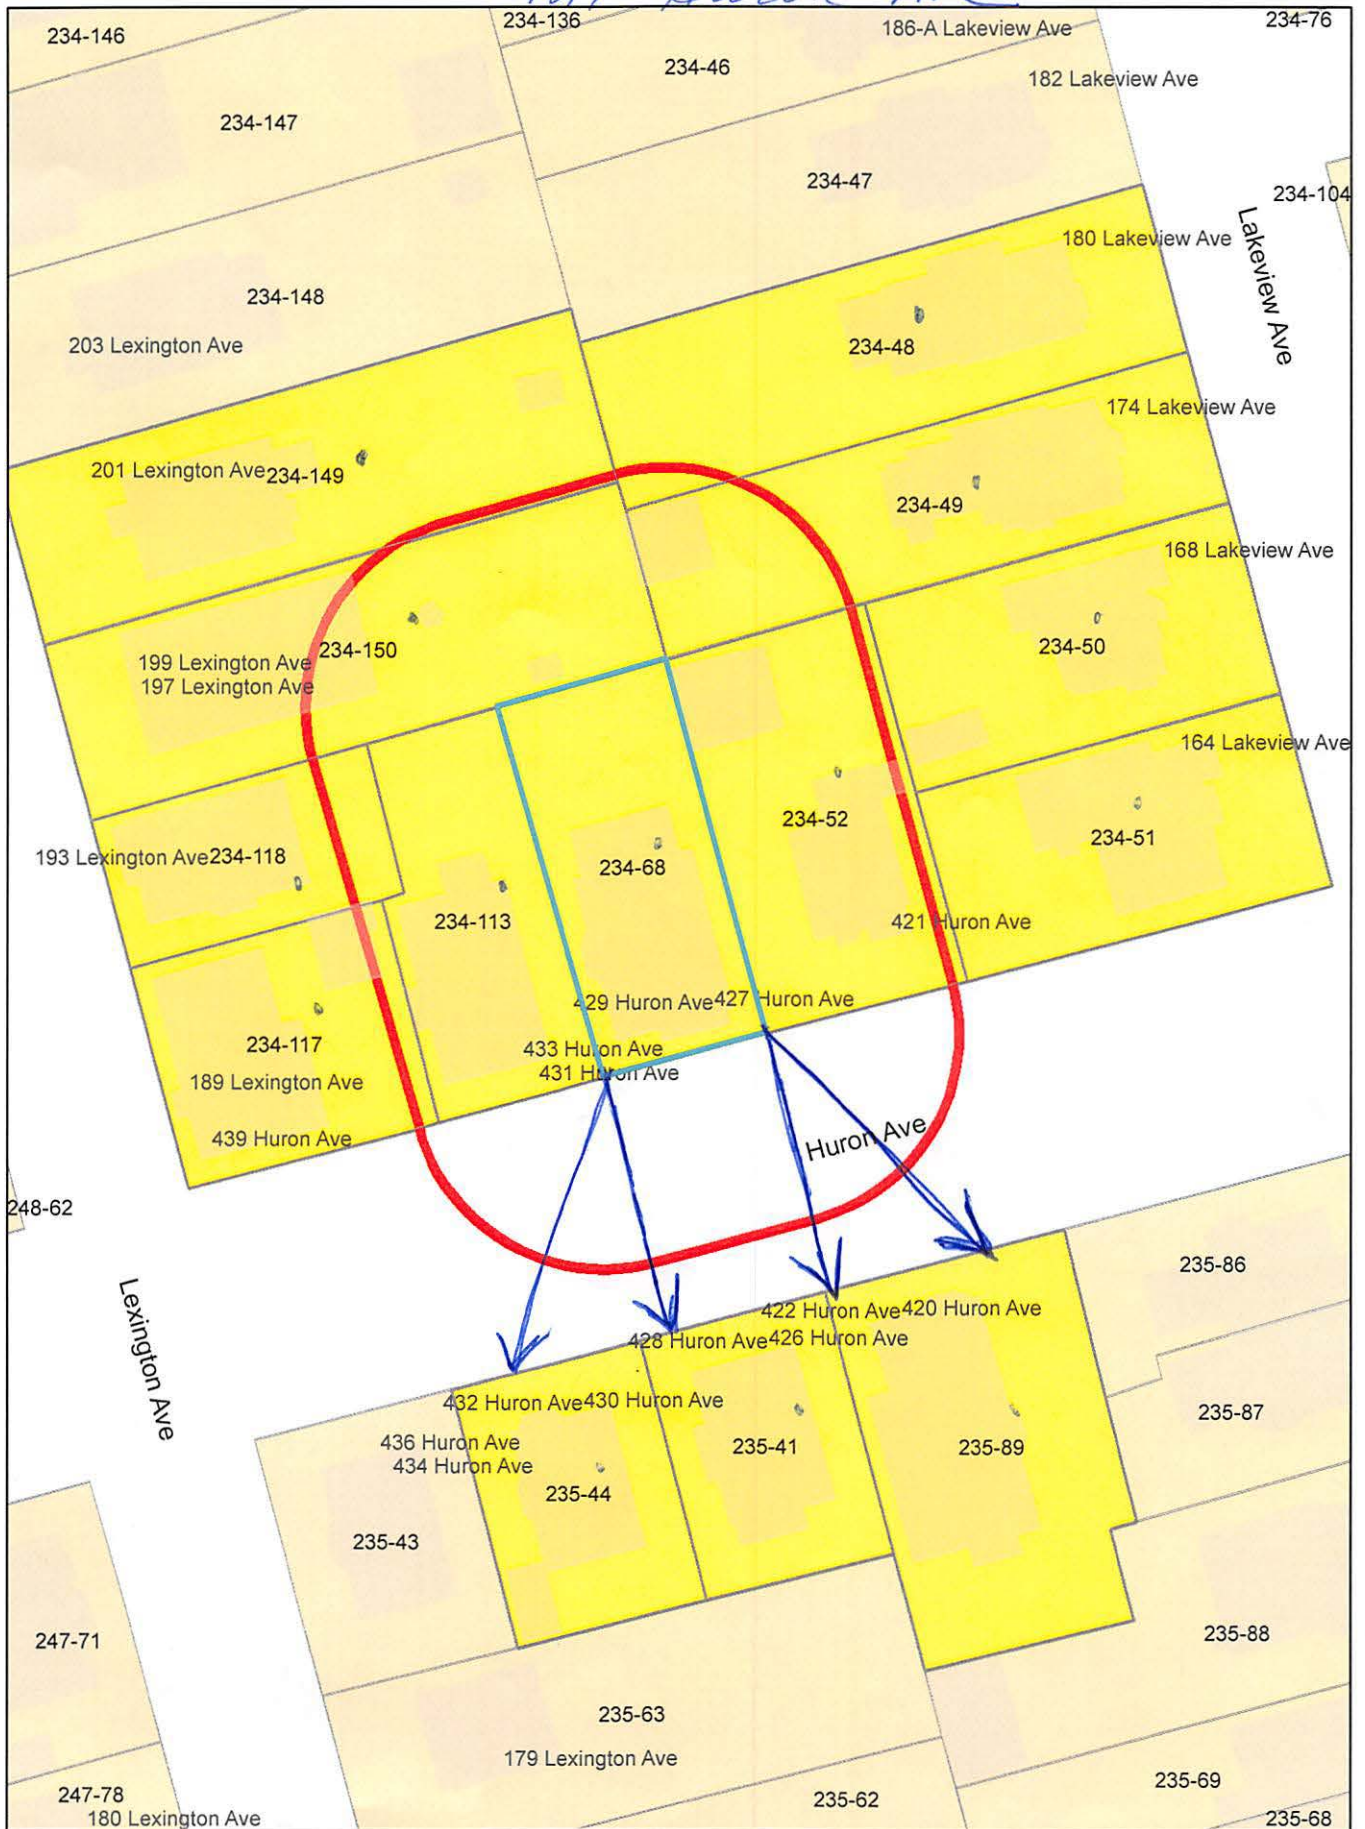 Huron Ave
234-146
234-136
186-A Lakeview Ave
234-76
234-46
182 Lakeview Ave
234-147
234-47
234-104
Lakeview Ave
180 Lakeview Ave
234-148
203 Lexington Ave
234-48
174 Lakeview Ave
201 Lexington Ave 234-149
234-49
168 Lakeview Ave
234-50
199 Lexington Ave 234-150
197 Lexington Ave
164 Lakeview Ave
234-52
234-51
193 Lexington Ave 234-118
234-68
234-113
421 Huron Ave
429 Huron Ave 427 Huron Ave
234-117
433 Huron Ave
431 Huron Ave
189 Lexington Ave
439 Huron Ave
Huron Ave
248-62
235-86
Lexington Ave
422 Huron Ave 420 Huron Ave
428 Huron Ave 426 Huron Ave
432 Huron Ave 430 Huron Ave
235-87
436 Huron Ave
434 Huron Ave
235-41
235-89
235-44
235-43
247-71
235-88
235-63
179 Lexington Ave
247-78
180 Lexington Ave
235-62
235-69
235-68